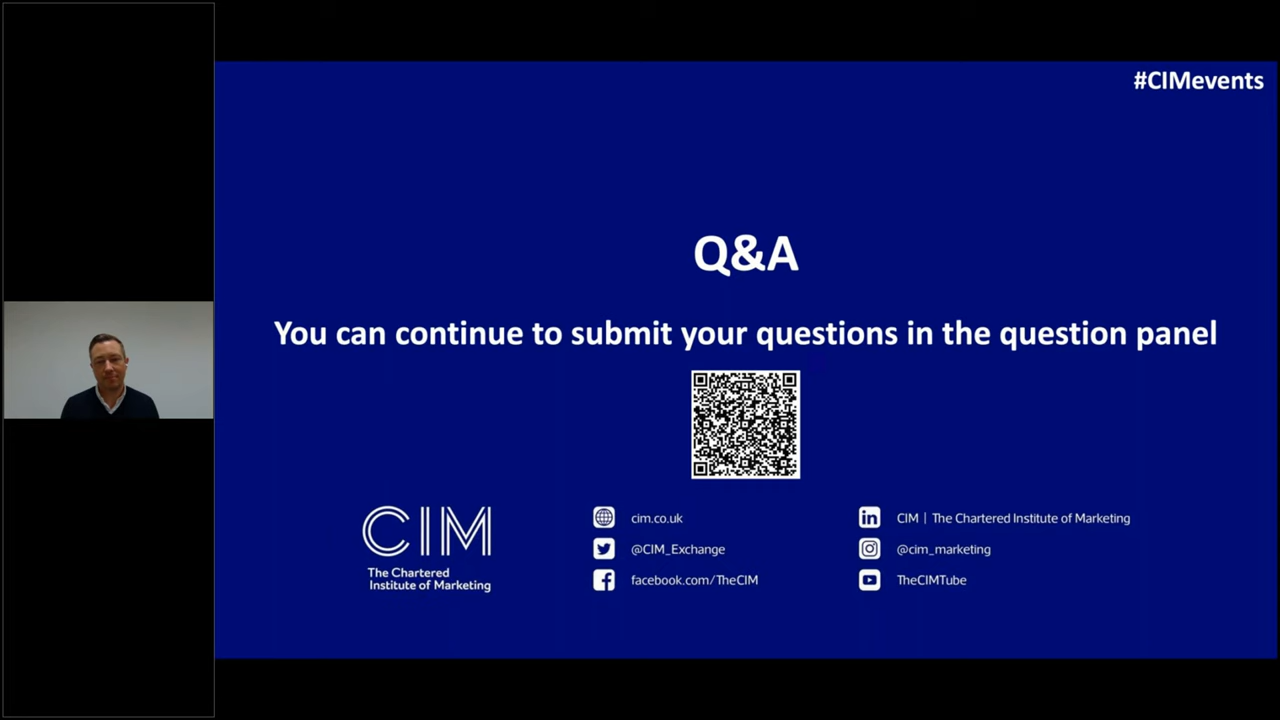 #CIMevents
Q&A
You can continue to submit your questions in the question panel
CIM
The Chartered
Institute of Marketing
cim.co.uk
@CIM_Exchange
facebook.com/TheCIM
in
CIM | The Chartered Institute of Marketing
@cim_marketing
TheCIMTube